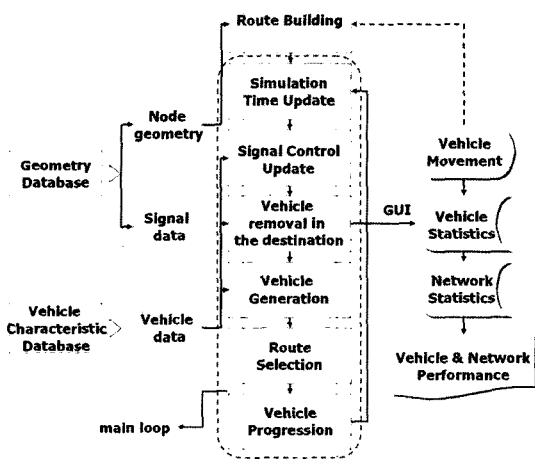 Route Building
Simulation
Time Update
Node
geometry
Signal Control
Update
Vehicle
Movement
Geometry
Database
Vehicle
removal in
the destination
GUI
Vehicle
Statistics
Signal
data
Vehicle
Generation
Network
Statistics
Vehicle
Characteristic
Database
Vehicle
data
Route
Selection
Vehicle & Network
Performance
main loop
Vehicle
Progression